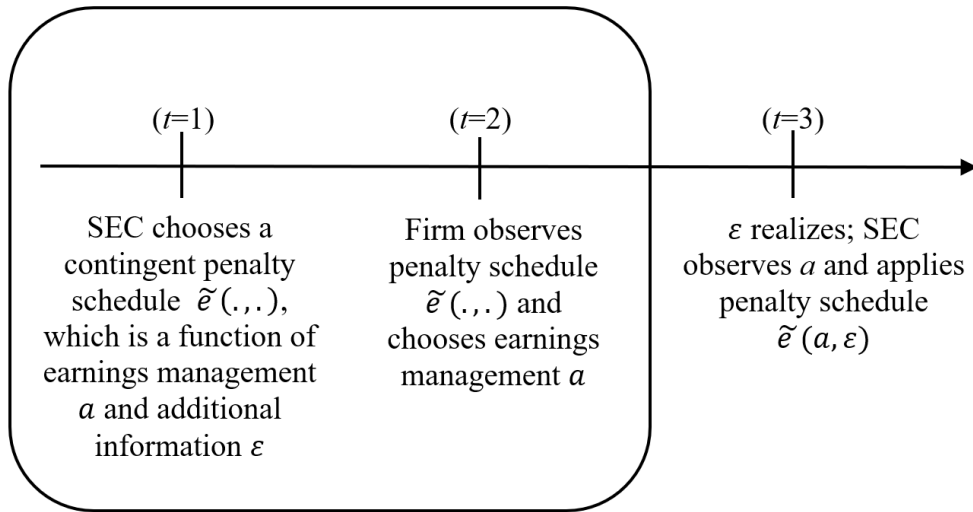 (t=1)
(t=2)
(t=3)
SEC chooses a
contingent penalty
schedule ẽ(.,.),
which is a function of
earnings management
a and additional
information ε
Firm observes
penalty schedule
ẽ(.,.) and
chooses earnings
management a
ε realizes; SEC
observes a and applies
penalty schedule
ẽ(a, ε)